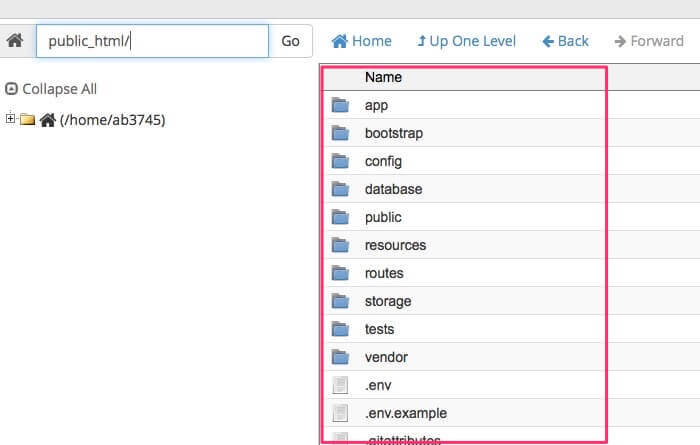 public_html/ Go Home Up One Level Back Forward
Collapse All
(/home/ab3745)
Name
app
bootstrap
config
database
public
resources
routes
storage
tests
vendor
.env
.env.example
.gitattributes